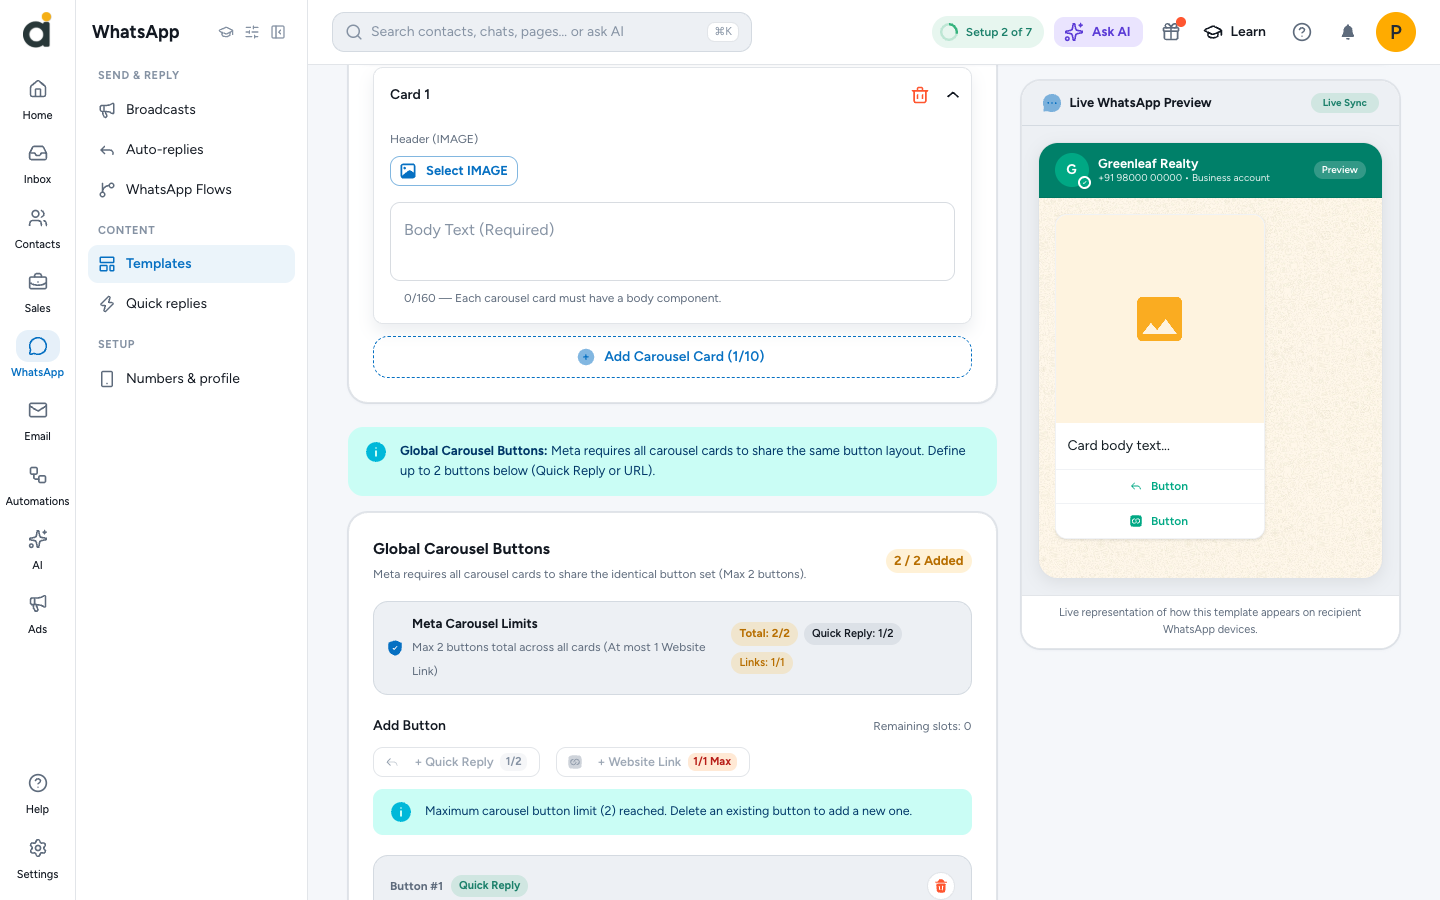 WhatsApp
Search contacts, chats, pages... or ask AI
⌘K
Setup 2 of 7
Ask AI
Learn
P
Home
Inbox
Contacts
Sales
WhatsApp
Email
Automations
AI
Ads
Help
Settings
SEND & REPLY
Broadcasts
Auto-replies
WhatsApp Flows
CONTENT
Templates
Quick replies
SETUP
Numbers & profile
Card 1
Header (IMAGE)
Select IMAGE
Body Text (Required)
0/160 — Each carousel card must have a body component.
Add Carousel Card (1/10)
Global Carousel Buttons: Meta requires all carousel cards to share the same button layout. Define
up to 2 buttons below (Quick Reply or URL).
Global Carousel Buttons
Meta requires all carousel cards to share the identical button set (Max 2 buttons).
2 / 2 Added
Meta Carousel Limits
Max 2 buttons total across all cards (At most 1 Website
Link)
Total: 2/2
Quick Reply: 1/2
Links: 1/1
Add Button
Remaining slots: 0
+ Quick Reply 1/2
+ Website Link 1/1 Max
Maximum carousel button limit (2) reached. Delete an existing button to add a new one.
Button #1 Quick Reply
Live WhatsApp Preview
Live Sync
G
Greenleaf Realty
+91 98000 00000 • Business account
Preview
Card body text...
Button
Button
Live representation of how this template appears on recipient
WhatsApp devices.